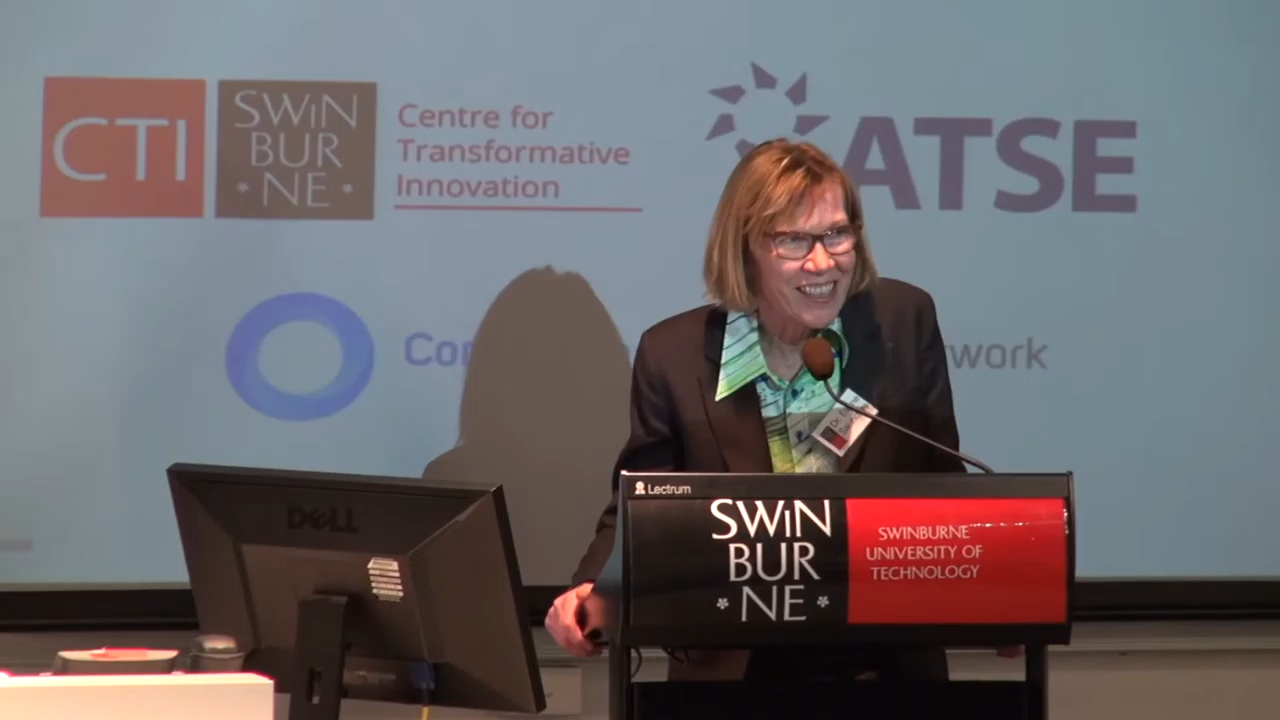 CTI
SWiN
BUR
NE
Centre for
Transformative
Innovation
ATSE
work
DELL
Lectrum
SWiN
BUR
NE
SWINBURNE
UNIVERSITY OF
TECHNOLOGY
Dr